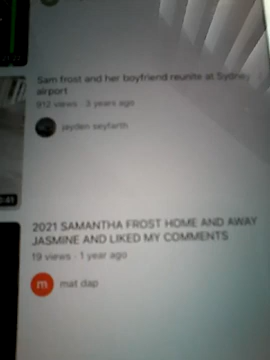 Sam frost and her boyfriend reunite at Sydney
airport
912 views · 3 years ago
jayden seyfarth
2021 SAMANTHA FROST HOME AND AWAY
JASMINE AND LIKED MY COMMENTS
19 views · 1 year ago
m mat dap